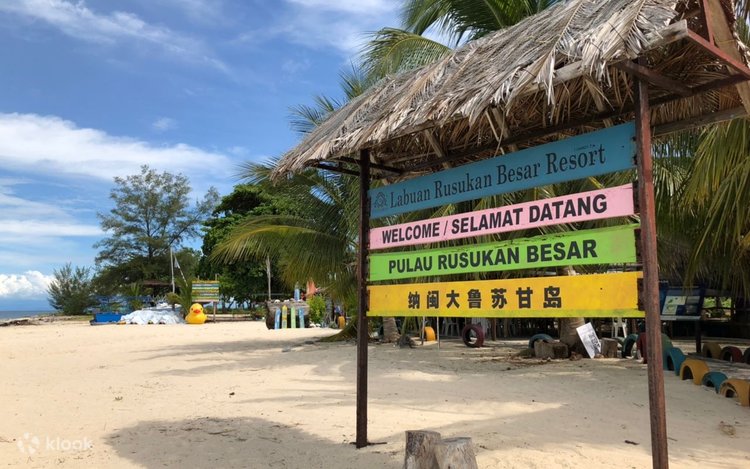 Labuan Rusukan Besar Resort
WELCOME / SELAMAT DATANG
PULAU RUSUKAN BESAR
纳闽大鲁苏甘岛
klook